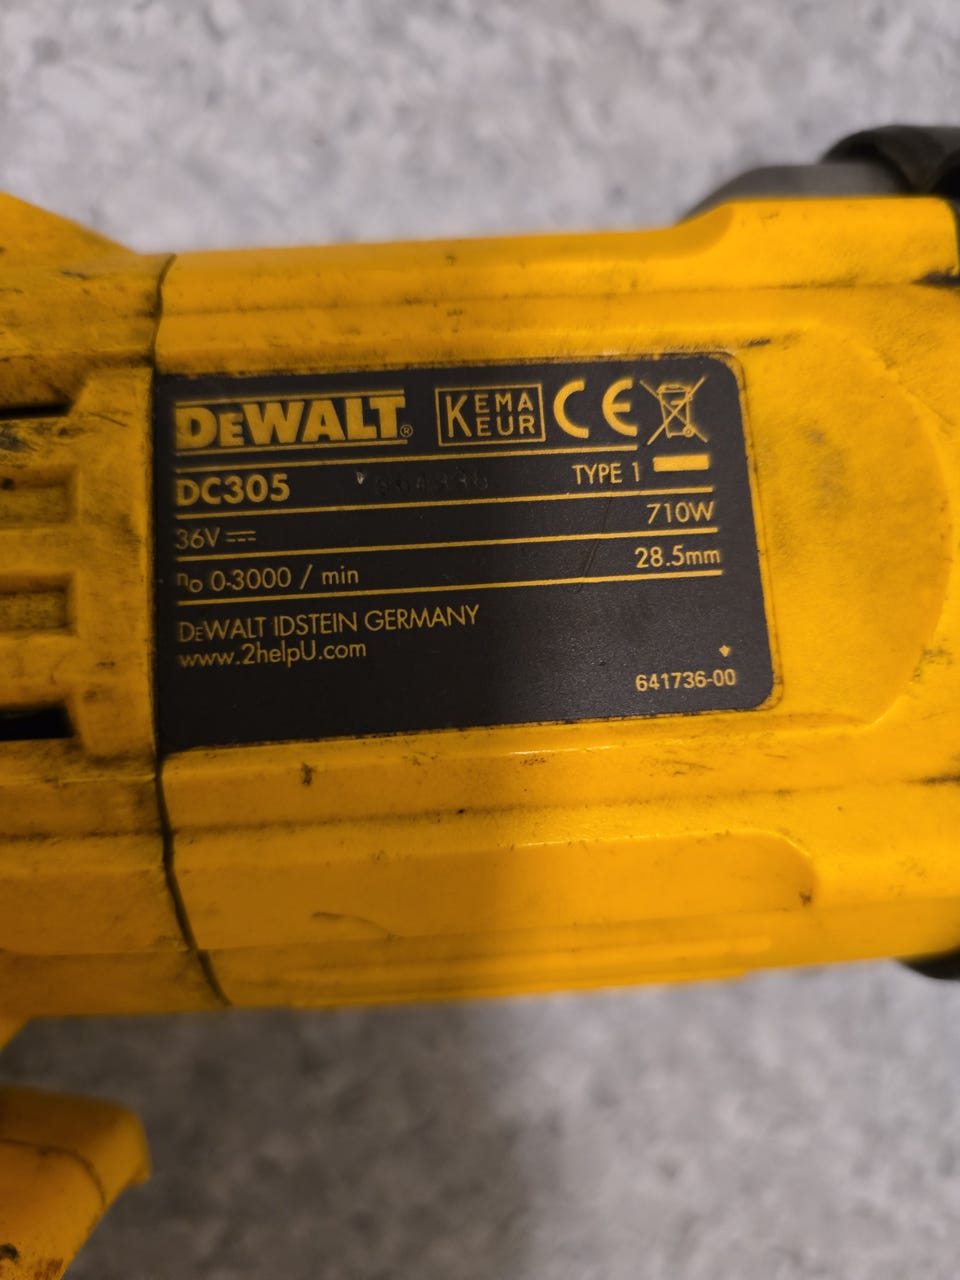 DEWALT®
KEMA
KEUR
CE
DC305
TYPE 1
36V
710W
n₀ 0-3000 / min
28.5mm
DEWALT IDSTEIN GERMANY
www.2helpU.com
641736-00